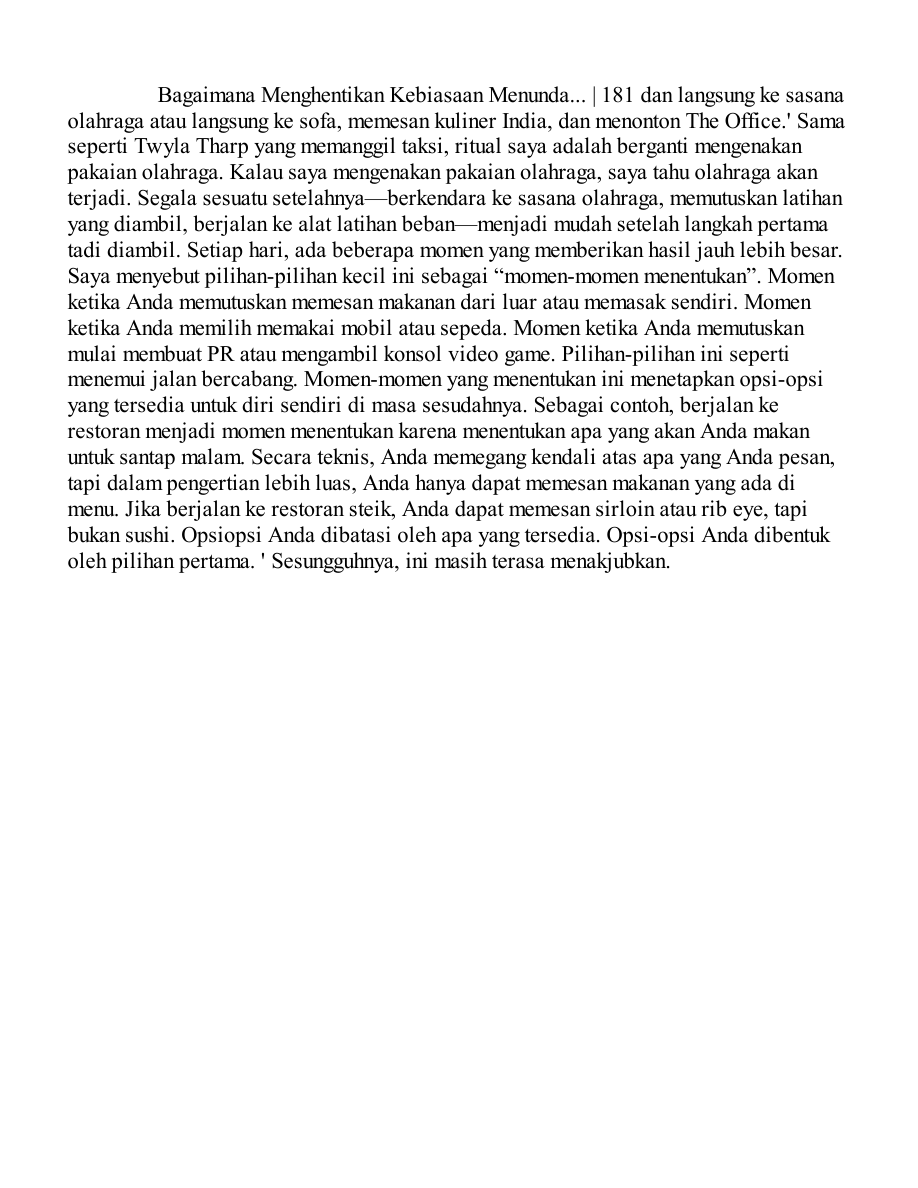 Bagaimana Menghentikan Kebiasaan Menunda... | 181 dan langsung ke sasana
olahraga atau langsung ke sofa, memesan kuliner India, dan menonton The Office.' Sama
seperti Twyla Tharp yang memanggil taksi, ritual saya adalah berganti mengenakan
pakaian olahraga. Kalau saya mengenakan pakaian olahraga, saya tahu olahraga akan
terjadi. Segala sesuatu setelahnya—berkendara ke sasana olahraga, memutuskan latihan
yang diambil, berjalan ke alat latihan beban—menjadi mudah setelah langkah pertama
tadi diambil. Setiap hari, ada beberapa momen yang memberikan hasil jauh lebih besar.
Saya menyebut pilihan-pilihan kecil ini sebagai “momen-momen menentukan”. Momen
ketika Anda memutuskan memesan makanan dari luar atau memasak sendiri. Momen
ketika Anda memilih memakai mobil atau sepeda. Momen ketika Anda memutuskan
mulai membuat PR atau mengambil konsol video game. Pilihan-pilihan ini seperti
menemui jalan bercabang. Momen-momen yang menentukan ini menetapkan opsi-opsi
yang tersedia untuk diri sendiri di masa sesudahnya. Sebagai contoh, berjalan ke
restoran menjadi momen menentukan karena menentukan apa yang akan Anda makan
untuk santap malam. Secara teknis, Anda memegang kendali atas apa yang Anda pesan,
tapi dalam pengertian lebih luas, Anda hanya dapat memesan makanan yang ada di
menu. Jika berjalan ke restoran steik, Anda dapat memesan sirloin atau rib eye, tapi
bukan sushi. Opsiopsi Anda dibatasi oleh apa yang tersedia. Opsi-opsi Anda dibentuk
oleh pilihan pertama. ' Sesungguhnya, ini masih terasa menakjubkan.